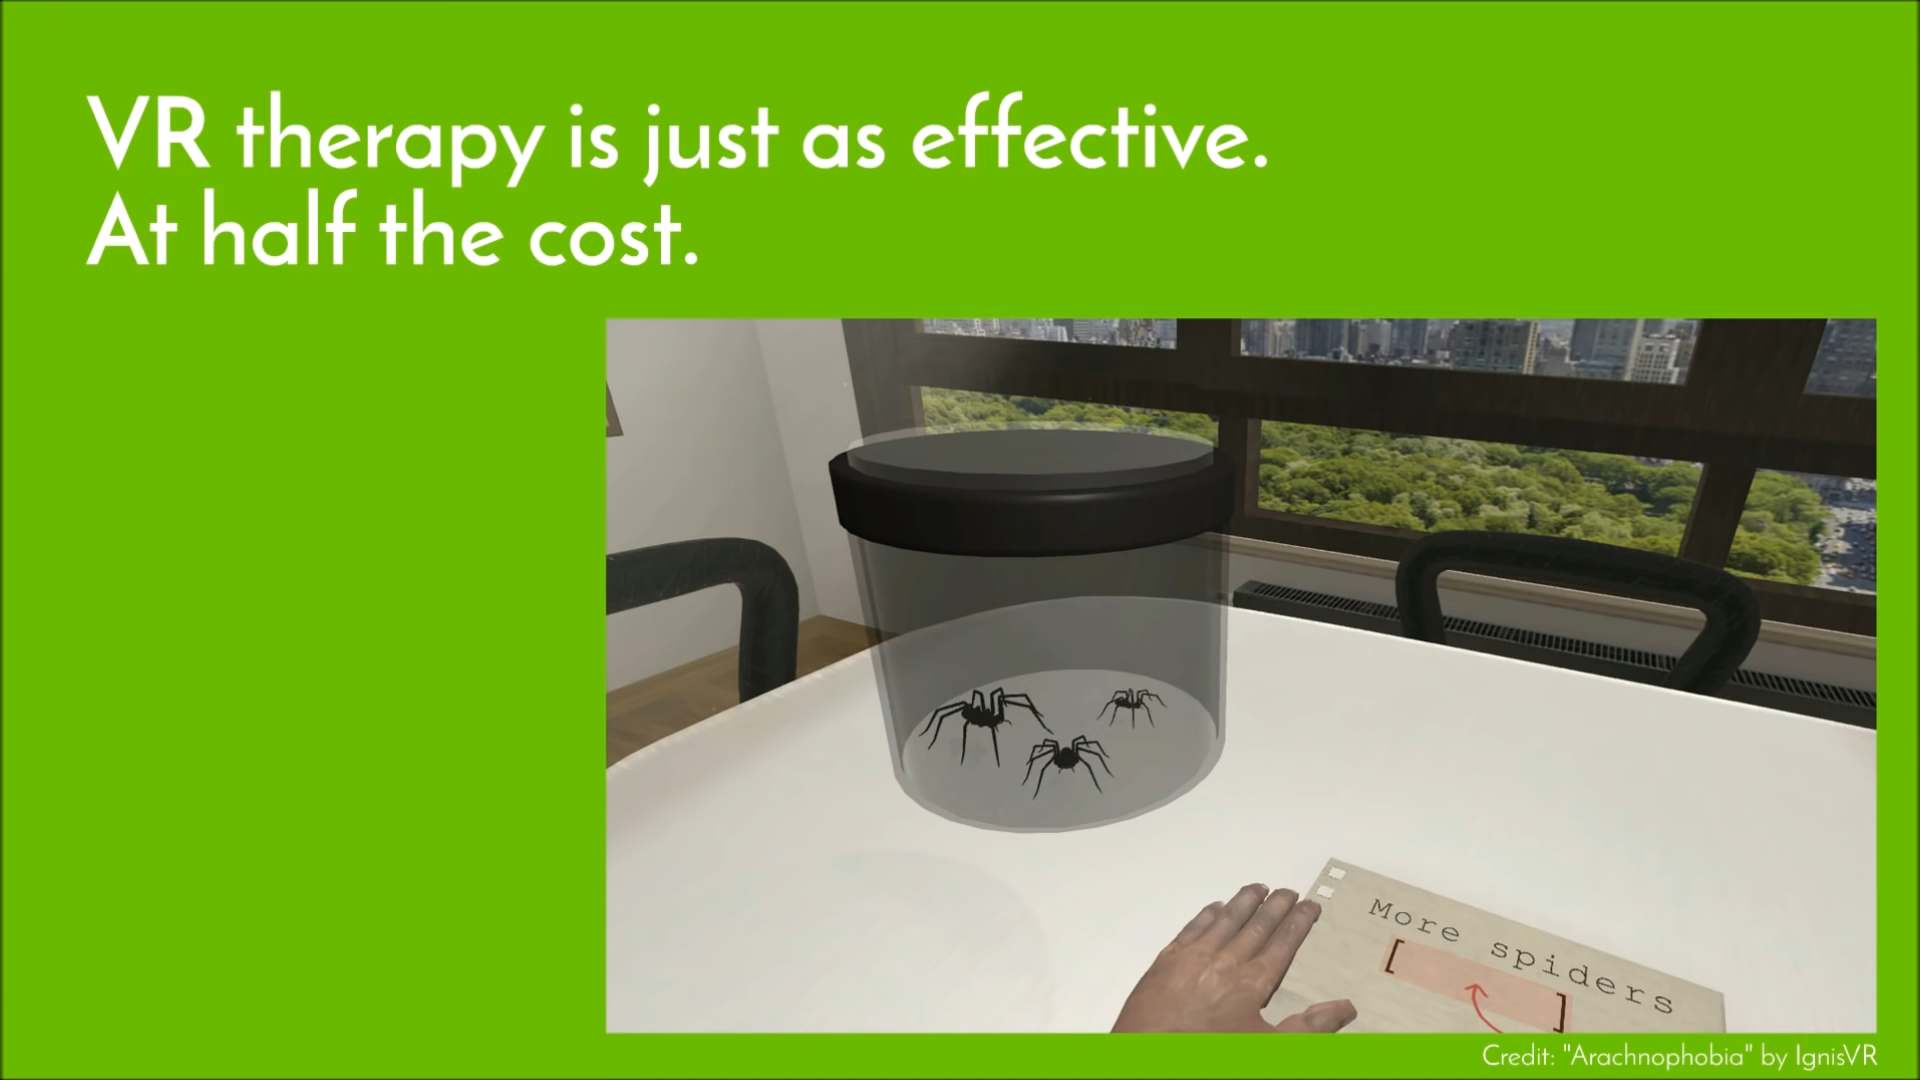 VR therapy is just as effective.
At half the cost.
More spiders
[ ]
Credit: "Arachnophobia" by IgnisVR